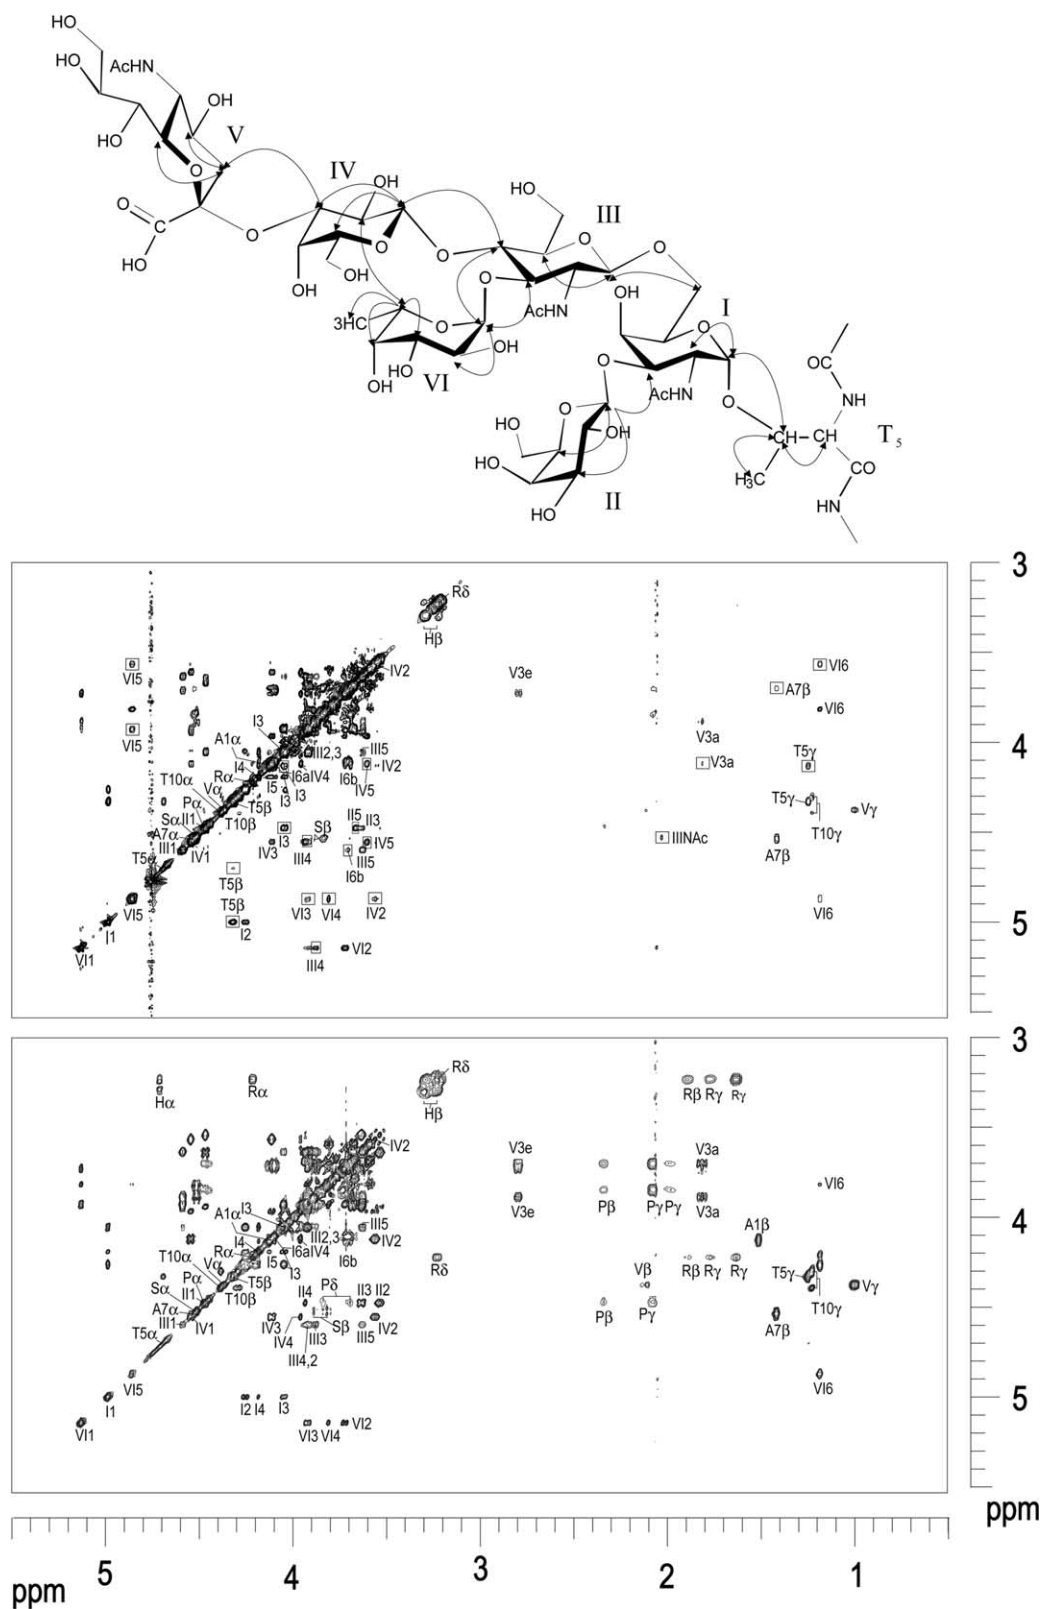 HO
AcHN
HO
OH
HO
V
O
O
HO
O
IV
OH
O
OH
OH
HO
III
O
O
O
O
AcHN
OH
I
O
3HC
O
OH
HO
VI
OH
O
AcHN
O
HO
O
OH
HO
HO
II
OC
NH
CH
CH
T5
H3C
CO
HN
3
Rδ
Hβ
IV2
V3e
VI6
VI5
A7β
VI6
I3
V3a
VI5
A1α
III2,3
III5
4
I4
V3a
T5γ
T10α
Rα
I5
I6a
IV4
I6b
IV2
Vα
I3
IV5
Pα
T5β
T5γ
Vγ
Sα
II1
T10β
Sβ
II5
II3
T10γ
A7α
I3
IIINAc
III1
IV1
IV3
III4
IV5
A7β
T5α
III5
I6b
T5β
VI5
T5β
I2
VI3
VI4
IV2
VI6
5
I1
VI1
III4
VI2
3
Rδ
Hα
Rα
Hβ
Rβ
Rγ
Rγ
IV2
V3e
V3a
V3e
Pβ
Pγ
Pγ
V3a
VI6
I3
A1α
III5
A1β
4
I4
III2,3
T10α
Rα
I5
I6a
IV4
I6b
IV2
Vα
I3
Rδ
Vβ
Rβ
Rγ
Rγ
T5γ
Vγ
Pα
T5β
Pδ
Sα
II1
T10β
II4
II3
II2
T10γ
A7α
Sβ
Pβ
Pγ
A7β
III1
IV1
IV3
IV4
III3
III5
IV2
T5α
III4,2
VI5
VI6
I1
I2
I4
I3
5
VI1
VI3
VI4
VI2
ppm
5
4
3
2
1
ppm